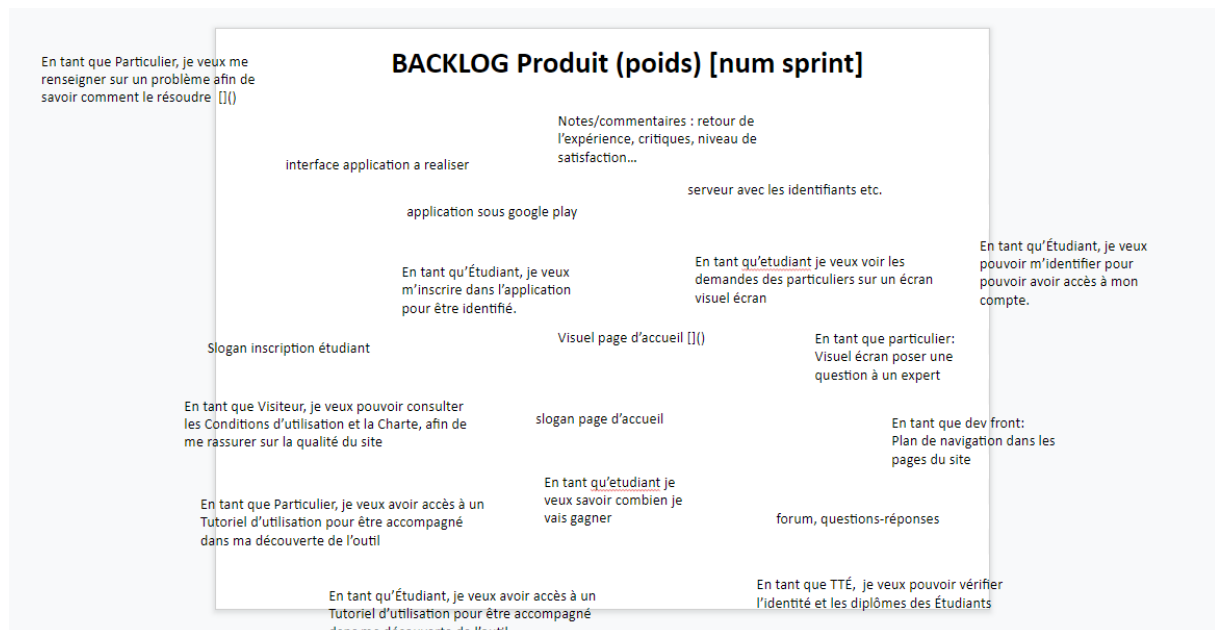 BACKLOG Produit (poids) [num sprint]
En tant que Particulier, je veux me
renseigner sur un problème afin de
savoir comment le résoudre []()
Notes/commentaires : retour de
l'expérience, critiques, niveau de
satisfaction…
interface application a realiser
serveur avec les identifiants etc.
application sous google play
En tant qu'Étudiant, je veux
pouvoir m'identifier pour
pouvoir avoir accès à mon
compte.
En tant qu'etudiant je veux voir les
demandes des particuliers sur un écran
visuel écran
En tant qu'Étudiant, je veux
m'inscrire dans l'application
pour être identifié.
Visuel page d'accueil []()
En tant que particulier:
Visuel écran poser une
question à un expert
Slogan inscription étudiant
En tant que Visiteur, je veux pouvoir consulter
les Conditions d'utilisation et la Charte, afin de
me rassurer sur la qualité du site
slogan page d'accueil
En tant que dev front:
Plan de navigation dans les
pages du site
En tant qu'etudiant je
veux savoir combien je
vais gagner
En tant que Particulier, je veux avoir accès à un
Tutoriel d'utilisation pour être accompagné
dans ma découverte de l'outil
forum, questions-réponses
En tant que TTÉ, je veux pouvoir vérifier
l'identité et les diplômes des Étudiants
En tant qu'Étudiant, je veux avoir accès à un
Tutoriel d'utilisation pour être accompagné
dans ma découverte de l'outil